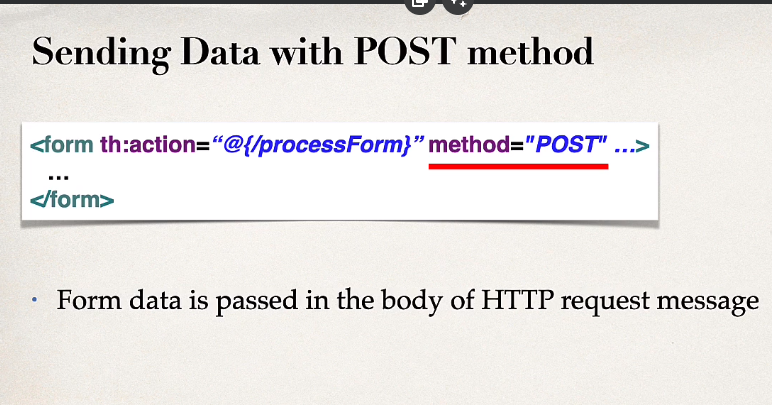 Sending Data with POST method
<form th:action=“@{/processForm}” method="POST" ...>
...
</form>
• Form data is passed in the body of HTTP request message